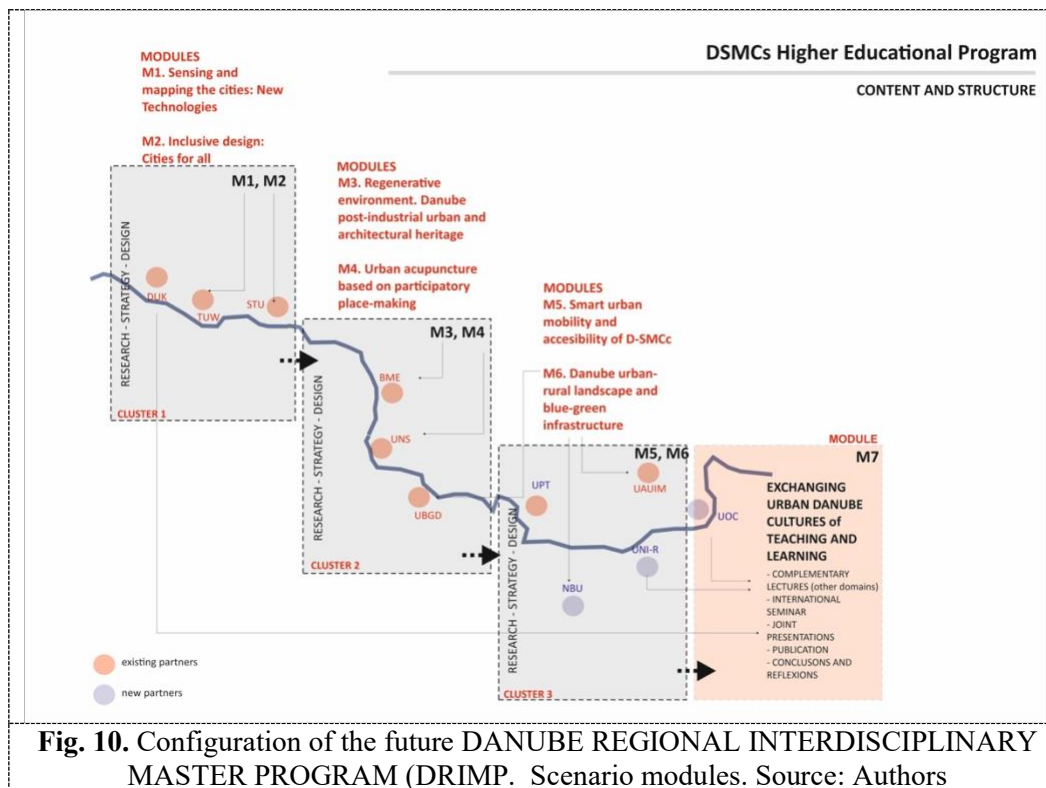 DSMCs Higher Educational Program
CONTENT AND STRUCTURE
MODULES
M1. Sensing and
mapping the cities: New
Technologies
M2. Inclusive design:
Cities for all
M1, M2
RESEARCH - STRATEGY - DESIGN
DUK
TUW
STU
CLUSTER 1
MODULES
M3. Regenerative
environment. Danube
post-industrial urban and
architectural heritage
M4. Urban acupuncture
based on participatory
place-making
M3, M4
RESEARCH - STRATEGY - DESIGN
BME
UNS
UBGD
CLUSTER 2
MODULES
M5. Smart urban
mobility and
accesibility of D-SMCc
M6. Danube urban-
rural landscape and
blue-green
infrastructure
M5, M6
RESEARCH - STRATEGY - DESIGN
UPT
UAUIM
UNI-R
NBU
CLUSTER 3
MODULE
M7
UOC
EXCHANGING
URBAN DANUBE
CULTURES of
TEACHING AND
LEARNING
- COMPLEMENTARY
LECTURES (other domains)
- INTERNATIONAL
SEMINAR
- JOINT
PRESENTATIONS
- PUBLICATION
- CONCLUSONS AND
REFLEXIONS
existing partners
new partners
Fig. 10. Configuration of the future DANUBE REGIONAL INTERDISCIPLINARY
MASTER PROGRAM (DRIMP. Scenario modules. Source: Authors